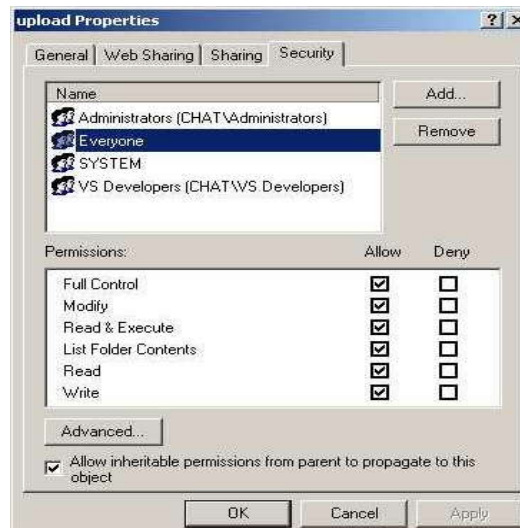 upload Properties
General Web Sharing Sharing Security
Name
Add...
Administrators (CHAT\Administrators)
Remove
Everyone
SYSTEM
VS Developers (CHAT\VS Developers)
Permissions: Allow Deny
Full Control
Modify
Read & Execute
List Folder Contents
Read
Write
Advanced...
Allow inheritable permissions from parent to propagate to this
object
OK Cancel Apply